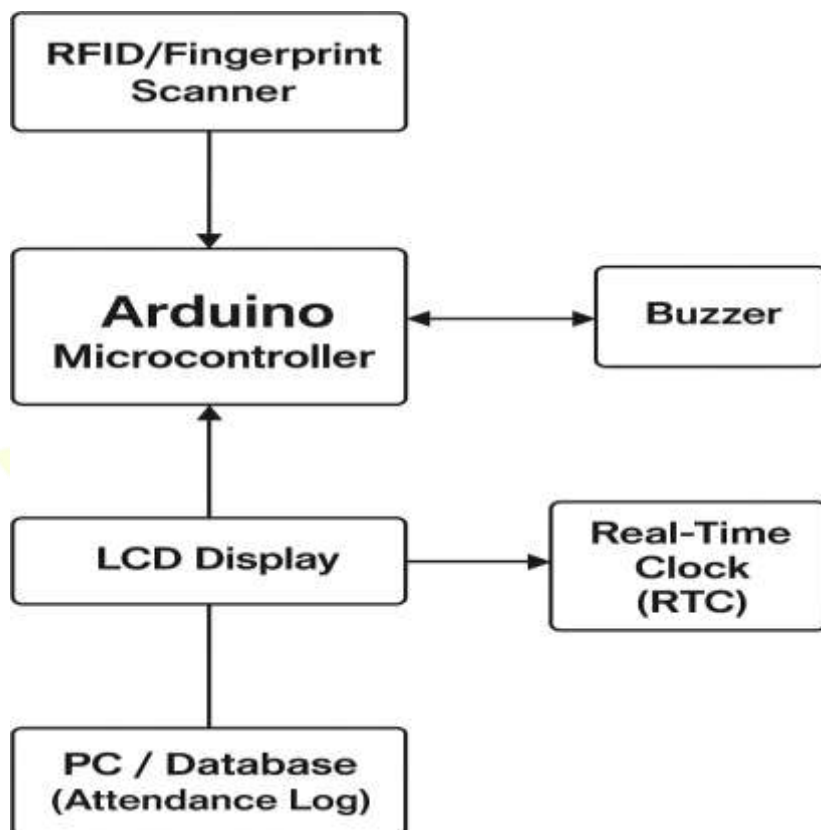 RFID/Fingerprint
Scanner
Arduino
Microcontroller
Buzzer
LCD Display
Real-Time
Clock
(RTC)
PC / Database
(Attendance Log)